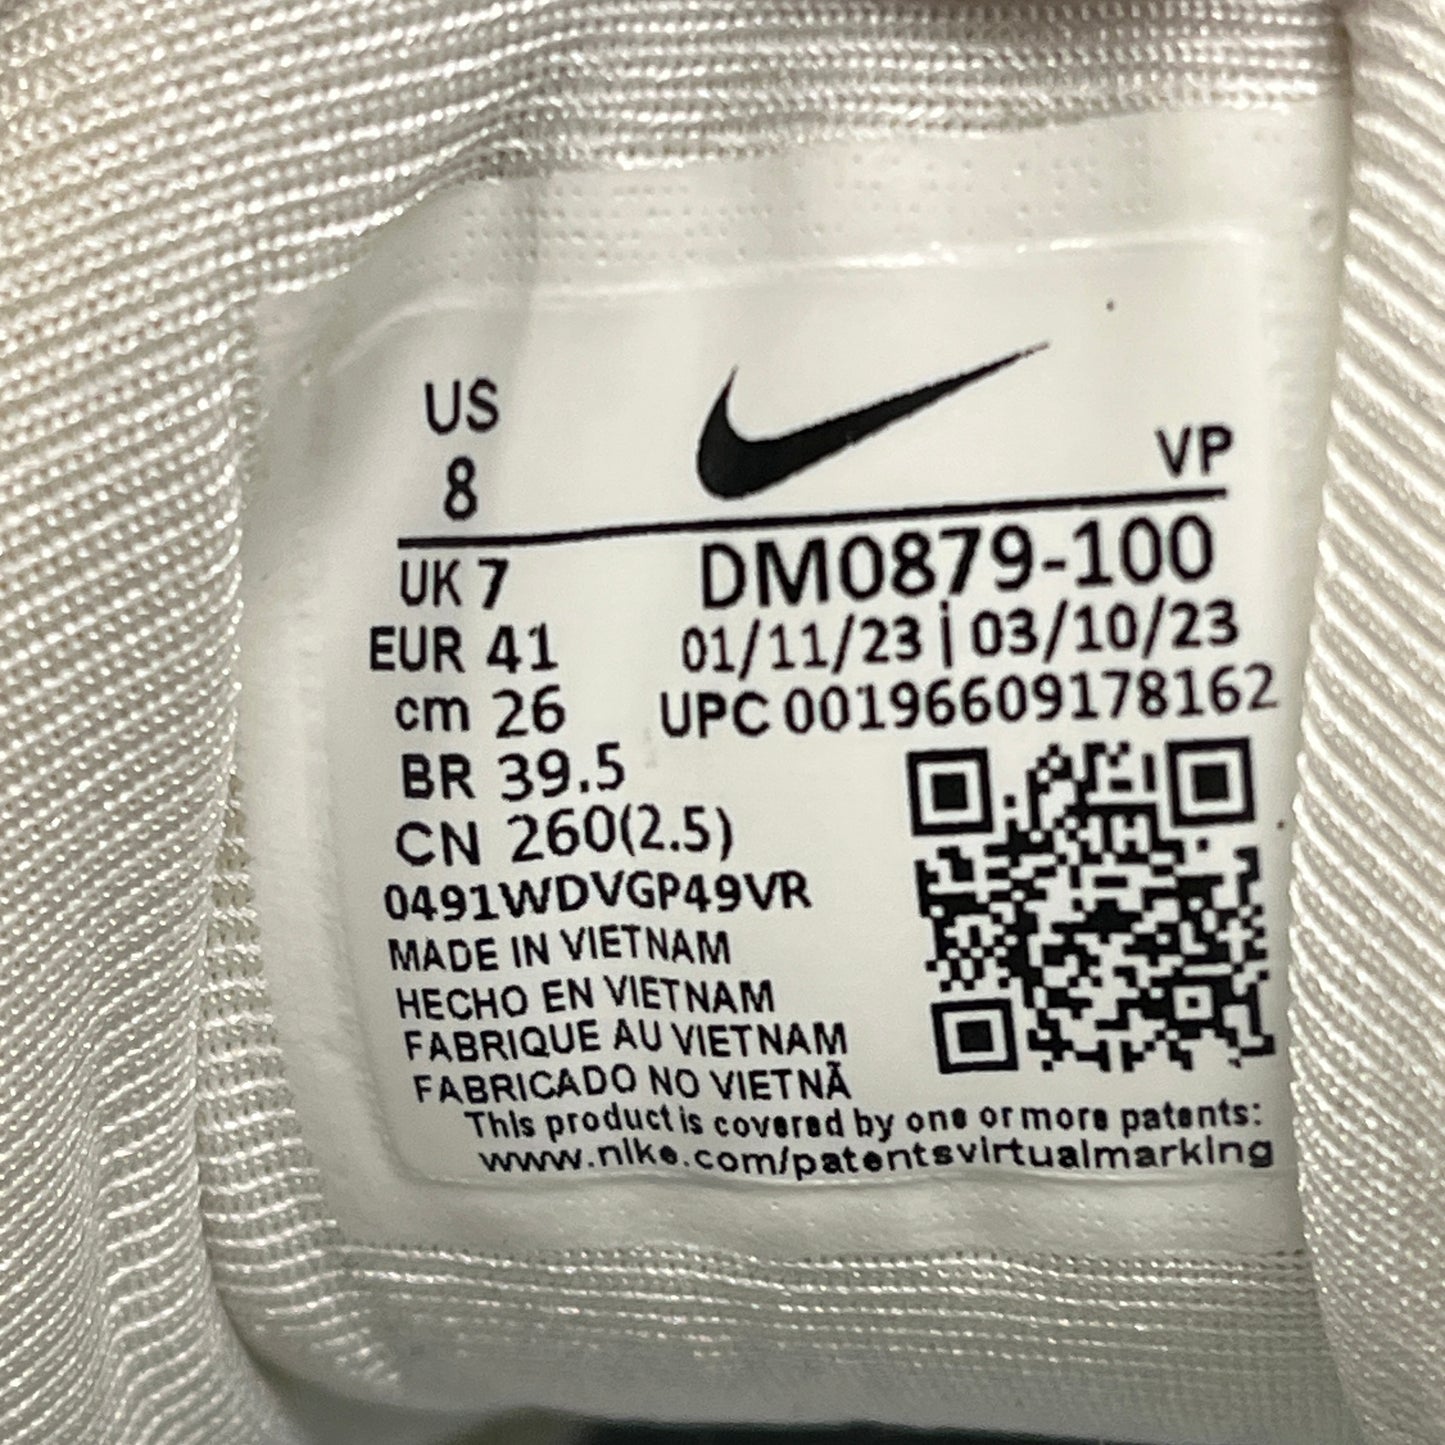 US
8
VP
UK 7
DM0879-100
EUR 41
01/11/23 | 03/10/23
cm 26
UPC 00196609178162
BR 39.5
CN 260(2.5)
0491WDVGP49VR
MADE IN VIETNAM
HECHO EN VIETNAM
FABRIQUE AU VIETNAM
FABRICADO NO VIETNÃ
This product is covered by one or more patents:
www.nike.com/patentsvirtualmarking